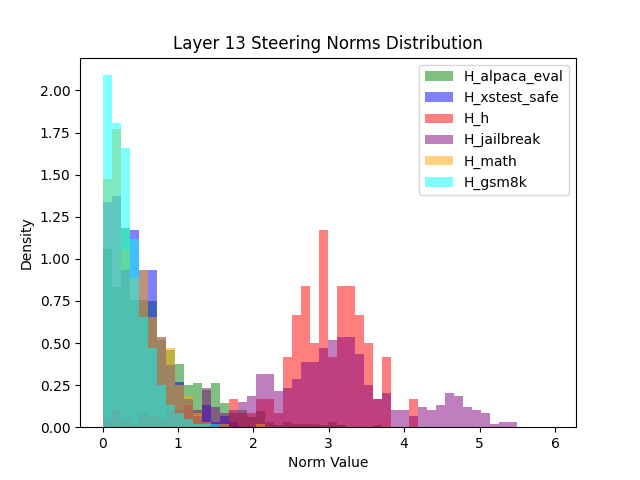 Layer 13 Steering Norms Distribution
H_alpaca_eval
H_xstest_safe
H_h
H_jailbreak
H_math
H_gsm8k
Density
2.00
1.75
1.50
1.25
1.00
0.75
0.50
0.25
0.00
0 1 2 3 4 5 6
Norm Value